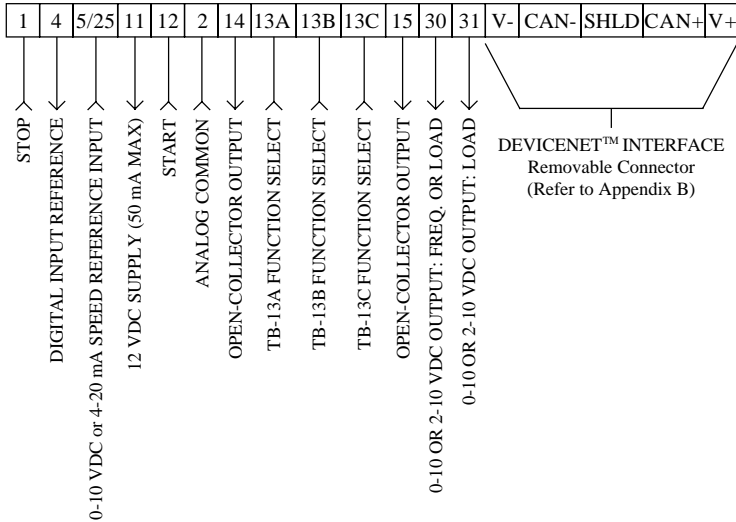 1 4 5/25 11 12 2 14 13A 13B 13C 15 30 31 V- CAN- SHLD CAN+ V+
STOP
DIGITAL INPUT REFERENCE
0-10 VDC or 4-20 mA SPEED REFERENCE INPUT
12 VDC SUPPLY (50 mA MAX)
START
ANALOG COMMON
OPEN-COLLECTOR OUTPUT
TB-13A FUNCTION SELECT
TB-13B FUNCTION SELECT
TB-13C FUNCTION SELECT
OPEN-COLLECTOR OUTPUT
0-10 OR 2-10 VDC OUTPUT: FREQ. OR LOAD
0-10 OR 2-10 VDC OUTPUT: LOAD
DEVICENET™ INTERFACE
Removable Connector
(Refer to Appendix B)